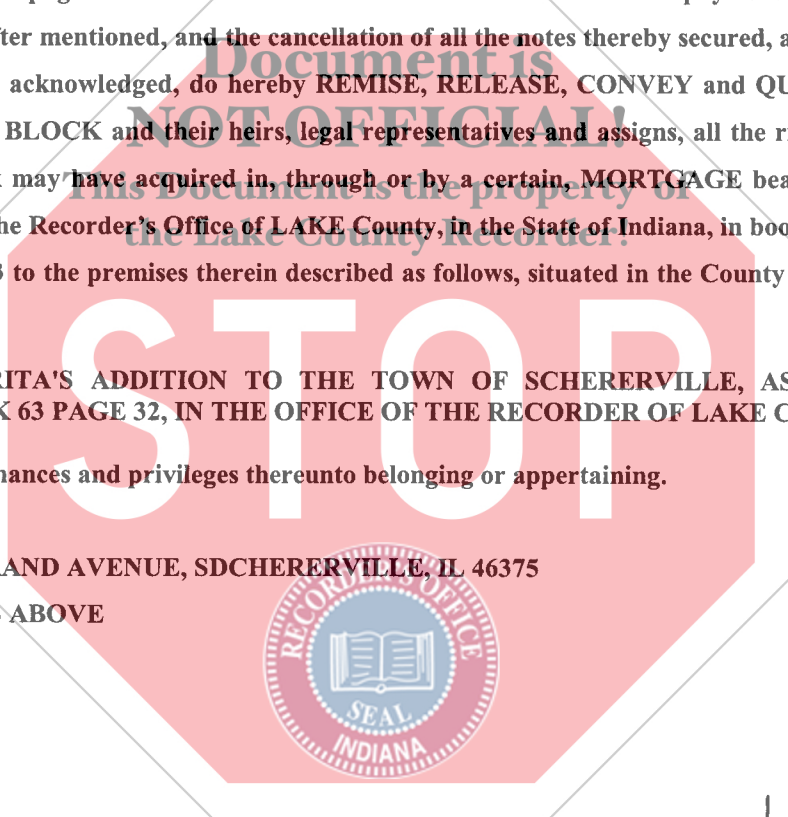 fter mentioned, and the cancellation of all the notes thereby secured, a
Document is
acknowledged, do hereby REMISE, RELEASE, CONVEY and QU
NOT OFFICIAL!
BLOCK and their heirs, legal representatives and assigns, all the ri
may have acquired in, through or by a certain, MORTGAGE bea
This Document is the property of
he Recorder's Office of LAKE County, in the State of Indiana, in boo
the Lake County Recorder!
to the premises therein described as follows, situated in the County
STOP
RITA'S ADDITION TO THE TOWN OF SCHERERVILLE, AS
K 63 PAGE 32, IN THE OFFICE OF THE RECORDER OF LAKE C
nances and privileges thereunto belonging or appertaining.
AND AVENUE, SDCHERERVILLE, IL 46375
ABOVE
RECORDER'S OFFICE
SEAL
INDIANA